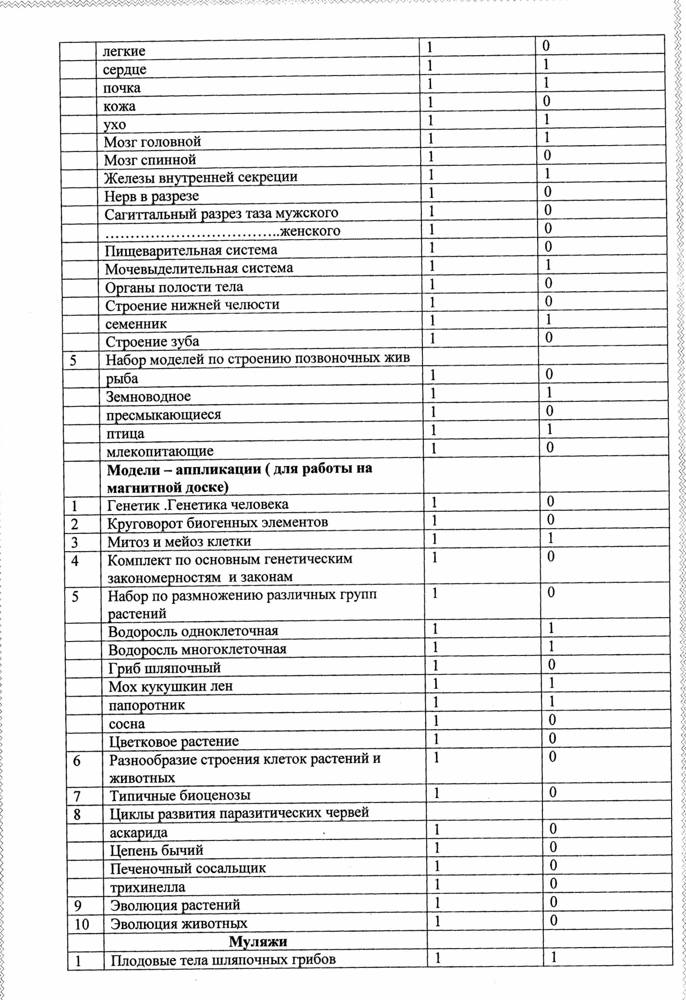 легкие 1 0
сердце 1 1
почка 1 1
кожа 1 0
ухо 1 1
Мозг головной 1 1
Мозг спинной 1 0
Железы внутренней секреции 1 1
Нерв в разрезе 1 0
Сагиттальный разрез таза мужского 1 0
……………………………..женского 1 0
Пищеварительная система 1 0
Мочевыделительная система 1 1
Органы полости тела 1 0
Строение нижней челюсти 1 0
семенник 1 1
Строение зуба 1 0
5 Набор моделей по строению позвоночных жив
рыба 1 0
Земноводное 1 1
пресмыкающиеся 1 0
птица 1 1
млекопитающие 1 0
Модели – аппликации ( для работы на
магнитной доске)
1 Генетик .Генетика человека 1 0
2 Круговорот биогенных элементов 1 0
3 Митоз и мейоз клетки 1 1
4 Комплект по основным генетическим 1 0
закономерностям и законам
5 Набор по размножению различных групп 1 0
растений
Водоросль одноклеточная 1 1
Водоросль многоклеточная 1 1
Гриб шляпочный 1 0
Мох кукушкин лен 1 1
папоротник 1 1
сосна 1 0
Цветковое растение 1 0
6 Разнообразие строения клеток растений и 1 0
животных
7 Типичные биоценозы 1 0
8 Циклы развития паразитических червей
аскарида 1 0
Цепень бычий 1 0
Печеночный сосальщик 1 0
трихинелла 1 0
9 Эволюция растений 1 0
10 Эволюция животных 1 0
Муляжи
1 Плодовые тела шляпочных грибов 1 1